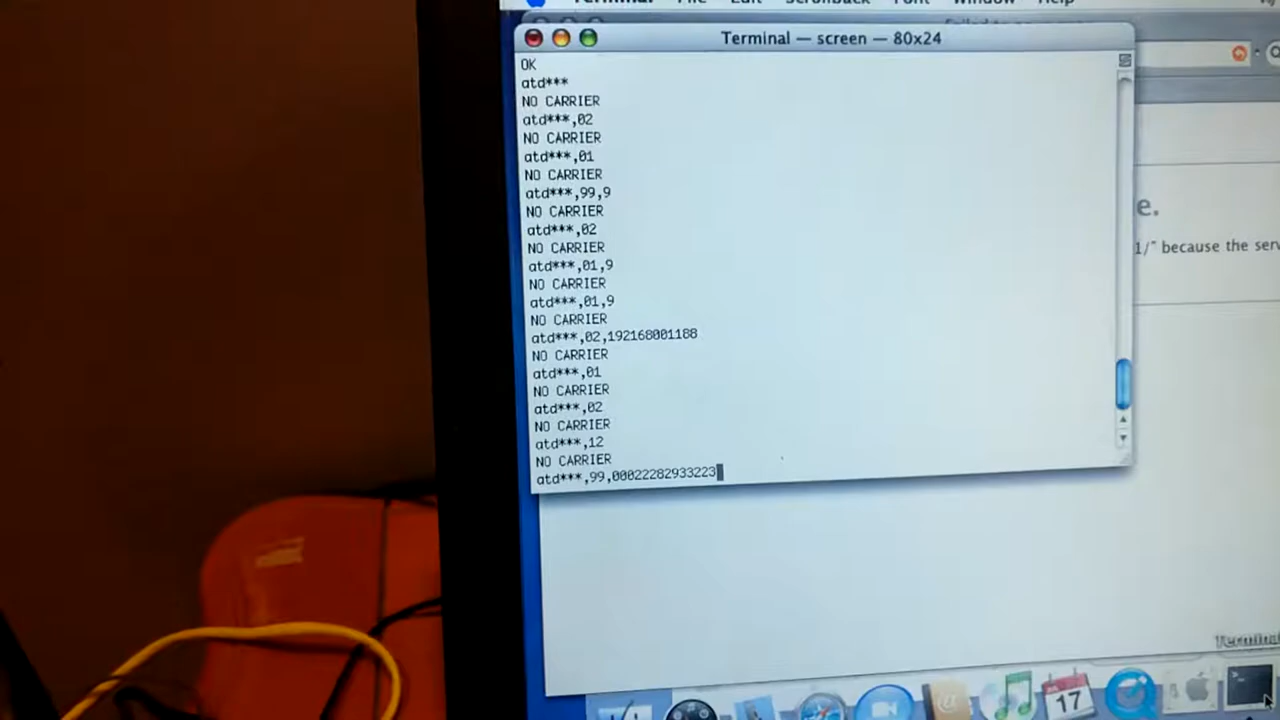 Terminal — screen — 80x24
OK
atd***
NO CARRIER
atd***,02
NO CARRIER
atd***,01
NO CARRIER
atd***,99,9
NO CARRIER
atd***,02
NO CARRIER
atd***,01,9
NO CARRIER
atd***,01,9
NO CARRIER
atd***,02,192168001188
NO CARRIER
atd***,01
NO CARRIER
atd***,02
NO CARRIER
atd***,12
NO CARRIER
atd***,99,00022282933223
e.
1/" because the serv
Terminal
17